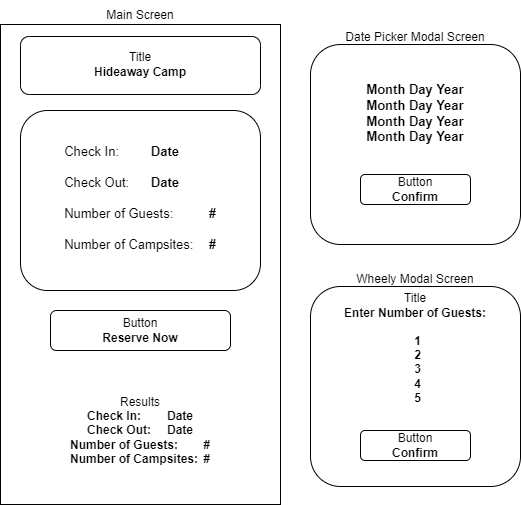 Main Screen
Title
Hideaway Camp
Check In: Date
Check Out: Date
Number of Guests: #
Number of Campsites: #
Button
Reserve Now
Results
Check In: Date
Check Out: Date
Number of Guests: #
Number of Campsites: #
Date Picker Modal Screen
Month Day Year
Month Day Year
Month Day Year
Month Day Year
Button
Confirm
Wheely Modal Screen
Title
Enter Number of Guests:
1
2
3
4
5
Button
Confirm